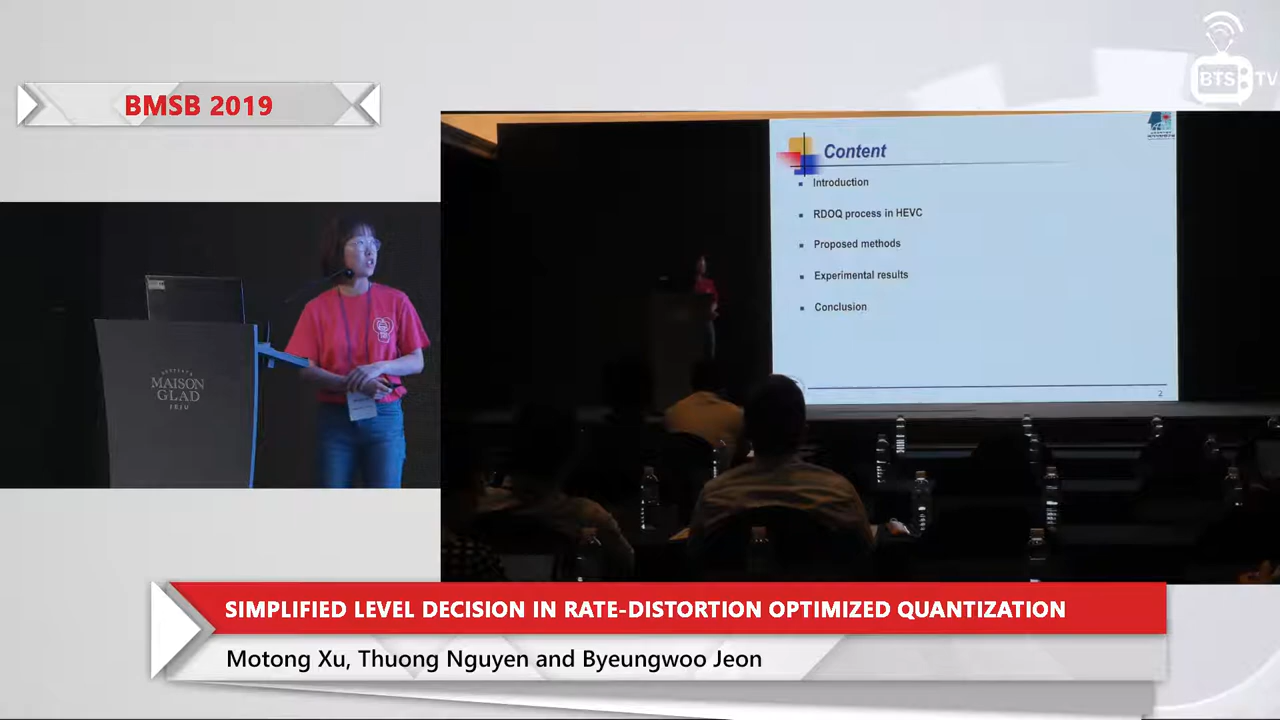 BTS TV
BMSB 2019
Content
Introduction
RDOQ process in HEVC
Proposed methods
Experimental results
Conclusion
2
MAISON
GLAD
JEJU
SIMPLIFIED LEVEL DECISION IN RATE-DISTORTION OPTIMIZED QUANTIZATION
Motong Xu, Thuong Nguyen and Byeungwoo Jeon